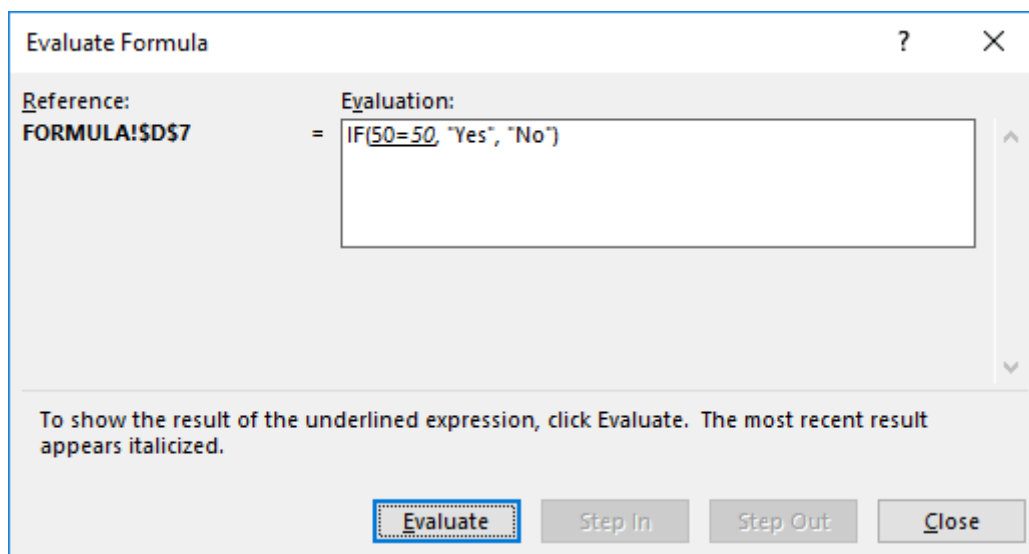 Evaluate Formula ?
Reference: Evaluation:
FORMULA!$D$7 = IF(50=50, "Yes", "No")
To show the result of the underlined expression, click Evaluate.  The most recent result
appears italicized.
Evaluate Step In Step Out Close